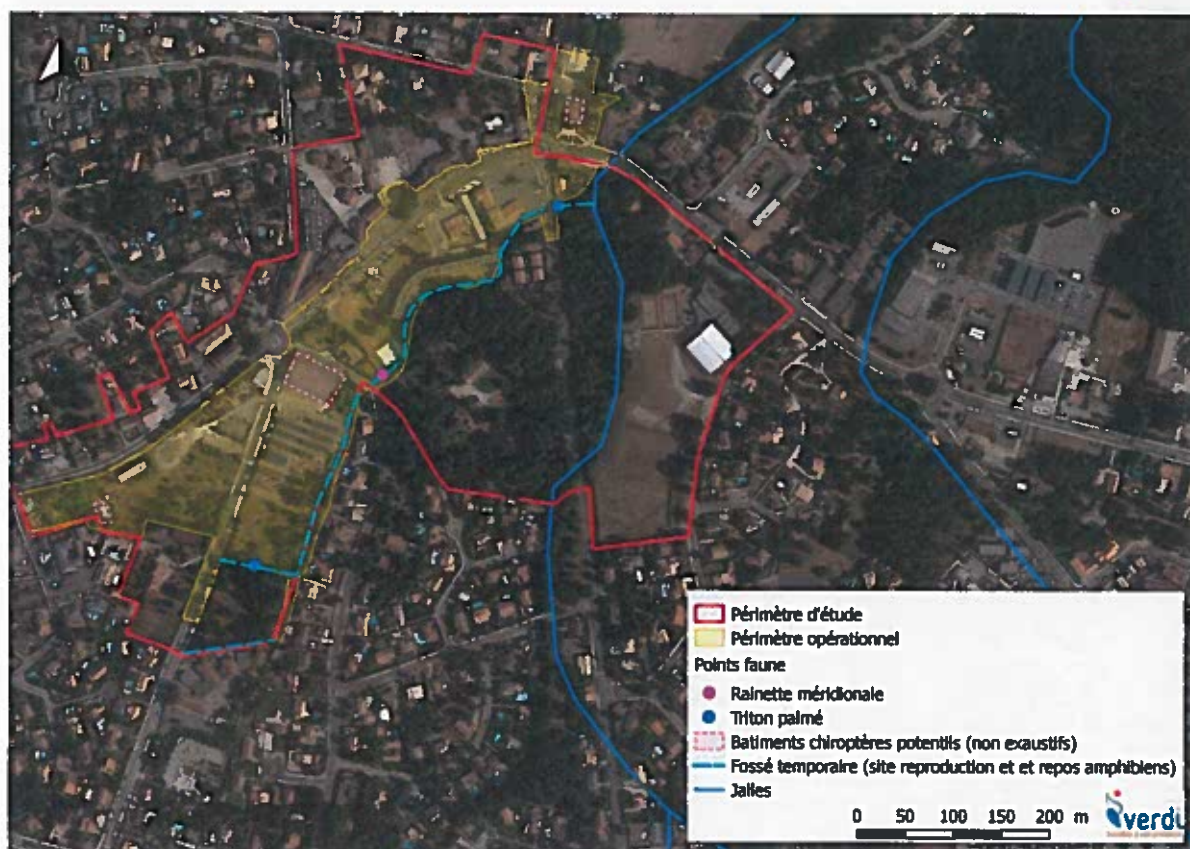 Périmètre d'étude
Périmètre opérationnel
Points faune
Rainette méridionale
Triton palmé
Batiments chiroptères potentils (non exaustifs)
Fossé temporaire (site reproduction et et repos amphibiens)
Jalles
0 50 100 150 200 m
verdi